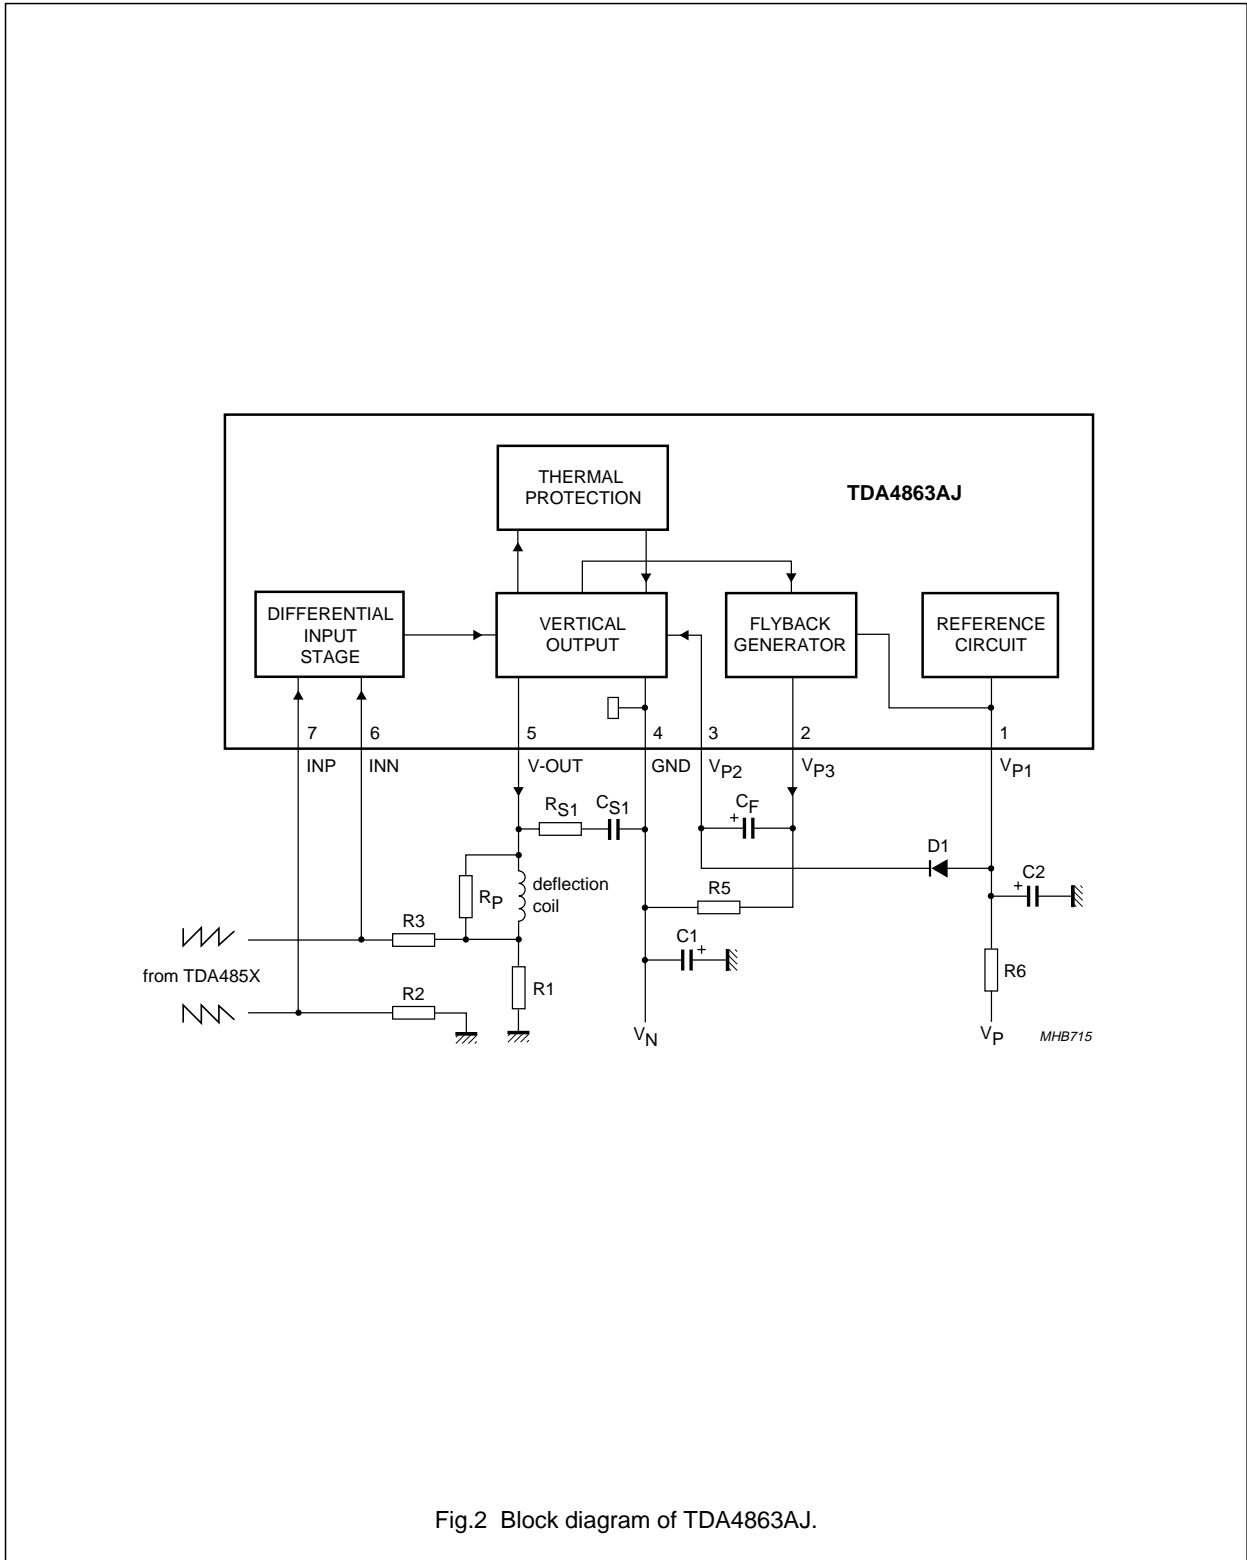 THERMAL
PROTECTION
TDA4863AJ
DIFFERENTIAL
INPUT
STAGE
VERTICAL
OUTPUT
FLYBACK
GENERATOR
REFERENCE
CIRCUIT
7 6 5 4 3 2 1
INP INN V-OUT GND VP2 VP3 VP1
RS1 CS1 CF
D1
RP
deflection
coil
R5
C2
R3
C1
from TDA485X
R1
R6
R2
VN
VP
MHB715
+
+
+
Fig.2 Block diagram of TDA4863AJ.